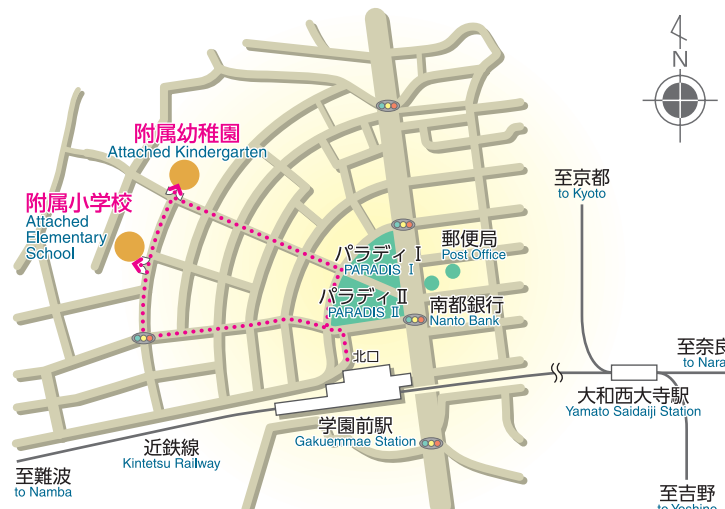 附属幼稚園
Attached Kindergarten
附属小学校
Attached
Elementary
School
N
至京都
to Kyoto
パラディ I
PARADIS I
郵便局
Post Office
パラディ II
PARADIS II
南都銀行
Nanto Bank
北口
至奈良
to Nara
大和西大寺駅
Yamato Saidaiji Station
学園前駅
Gakuemmae Station
近鉄線
Kintetsu Railway
至難波
to Namba
至吉野
to Yoshino